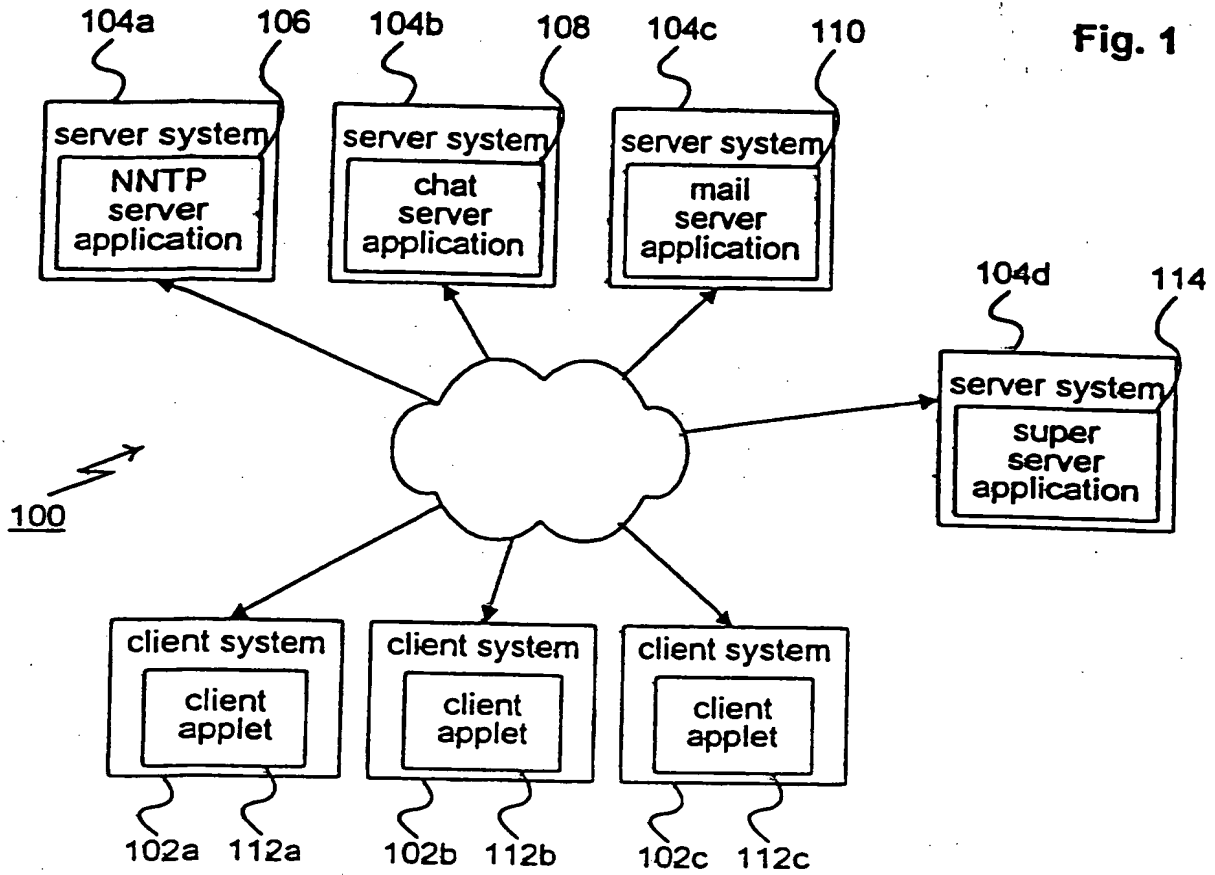 104a
106
104b
108
104c
110
Fig. 1
server system
NNTP
server
application
server system
chat
server
application
server system
mail
server
application
104d
114
server system
super
server
application
100
client system
client
applet
client system
client
applet
client system
client
applet
102a
112a
102b
112b
102c
112c